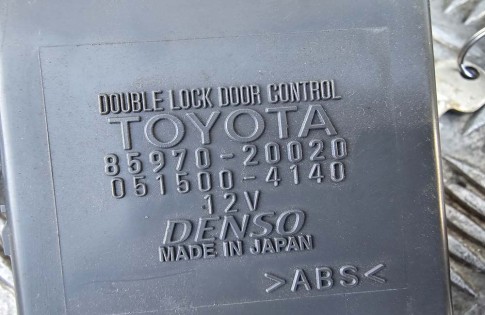 DOUBLE LOCK DOOR CONTROL
TOYOTA
85970-20020
051500-4140
12V
DENSO
MADE IN JAPAN
>ABS<